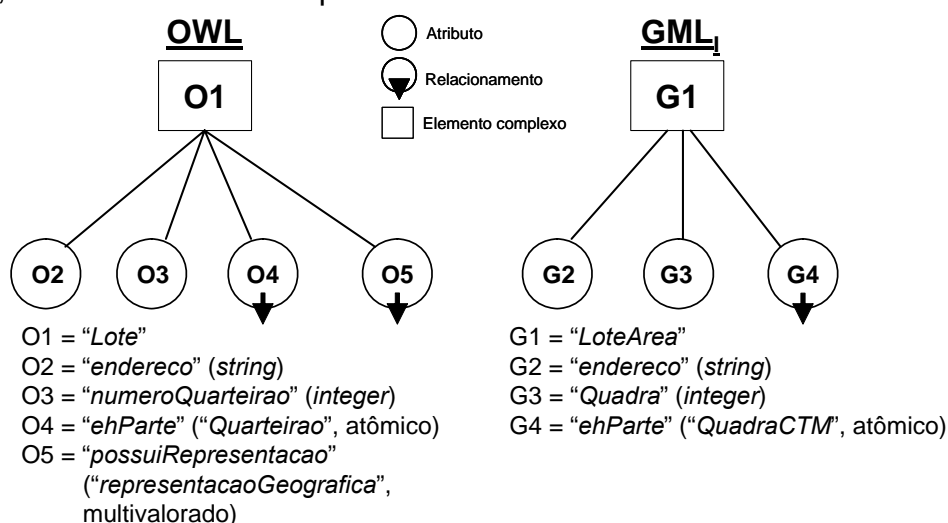 OWL
Atributo
GML_I
Relacionamento
O1
G1
Elemento complexo
O2 O3 O4 O5 G2 G3 G4
O1 = “Lote”
O2 = “endereco” (string)
O3 = “numeroQuarteirao” (integer)
O4 = “ehParte” (“Quarteirao”, atômico)
O5 = “possuiRepresentacao”
(“representacaoGeografica”,
multivalorado)
G1 = “LoteArea”
G2 = “endereco” (string)
G3 = “Quadra” (integer)
G4 = “ehParte” (“QuadraCTM”, atômico)